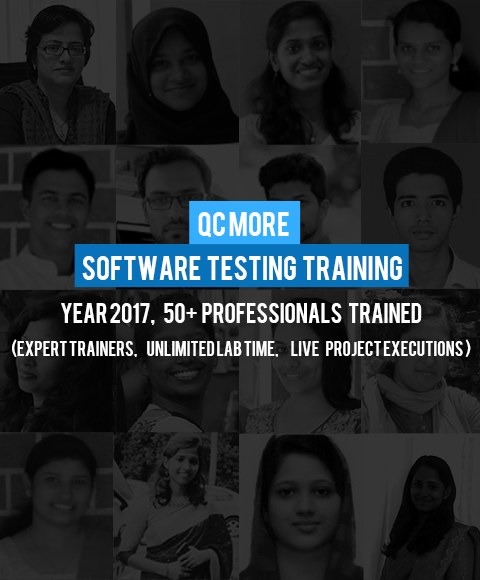 QC MORE
SOFTWARE TESTING TRAINING
YEAR 2017, 50+ PROFESSIONALS TRAINED
(EXPERT TRAINERS, UNLIMITED LAB TIME, LIVE PROJECT EXECUTIONS)